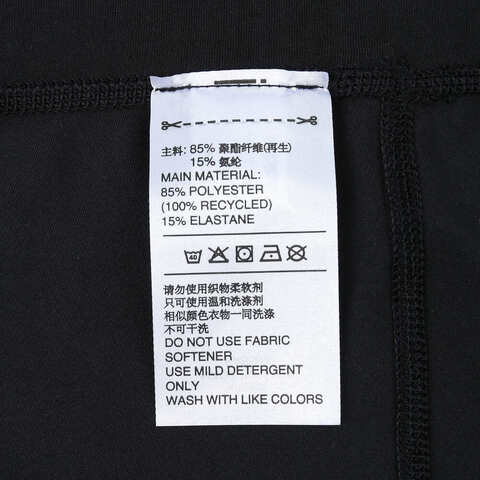 主料: 85% 聚酯纤维(再生)
15% 氨纶
MAIN MATERIAL:
85% POLYESTER
(100% RECYCLED)
15% ELASTANE
40
请勿使用织物柔软剂
只可使用温和洗涤剂
相似颜色衣物一同洗涤
不可干洗
DO NOT USE FABRIC
SOFTENER
USE MILD DETERGENT
ONLY
WASH WITH LIKE COLORS